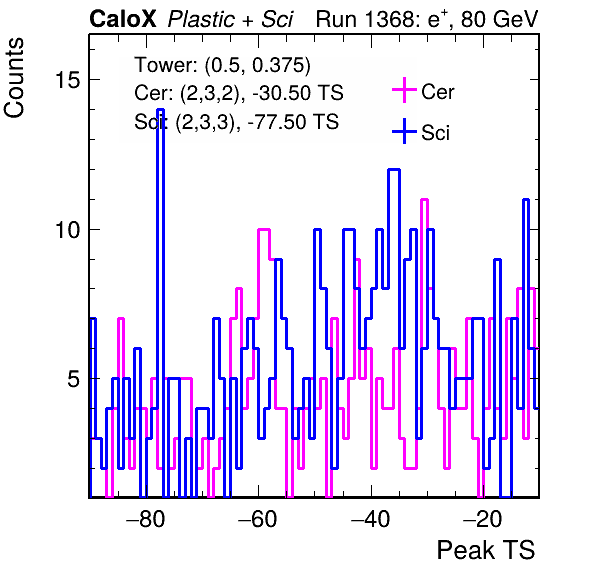 CaloX Plastic + Sci Run 1368: e⁺, 80 GeV
Counts
Tower: (0.5, 0.375)
Cer: (2,3,2), -30.50 TS
Sci: (2,3,3), -77.50 TS
Cer
Sci
15
10
5
−80 −60 −40 −20
Peak TS